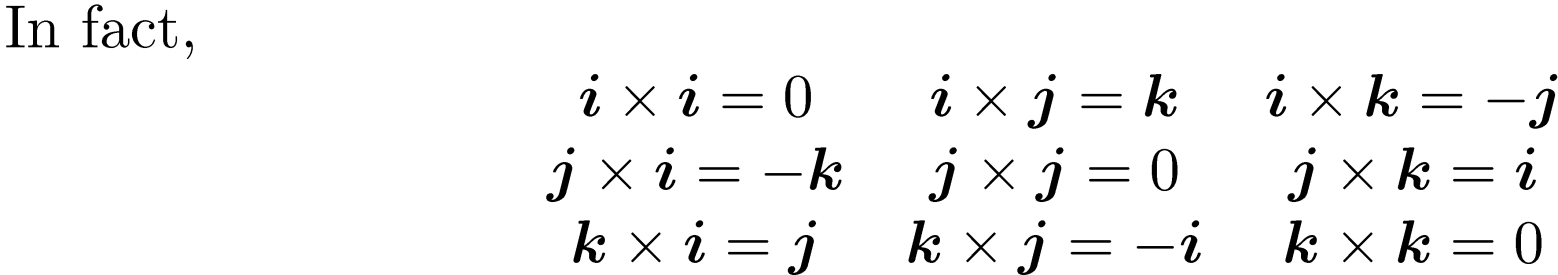 In fact,
i × i = 0 i × j = k i × k = −j
j × i = −k j × j = 0 j × k = i
k × i = j k × j = −i k × k = 0